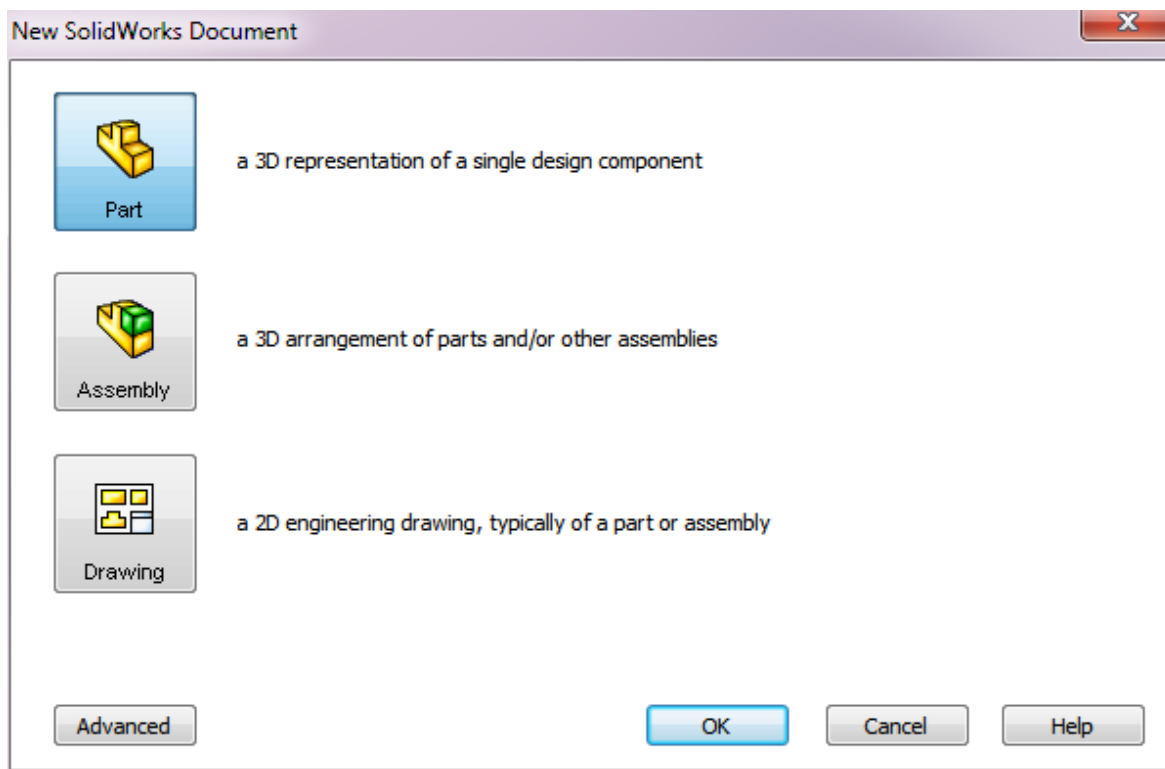 New SolidWorks Document
Part
a 3D representation of a single design component
Assembly
a 3D arrangement of parts and/or other assemblies
Drawing
a 2D engineering drawing, typically of a part or assembly
Advanced
OK
Cancel
Help